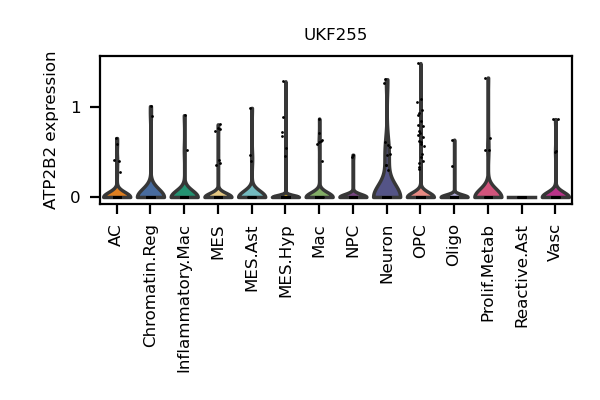 UKF255
ATP2B2 expression
1
0
AC
Chromatin.Reg
Inflammatory.Mac
MES
MES.Ast
MES.Hyp
Mac
NPC
Neuron
OPC
Oligo
Prolif.Metab
Reactive.Ast
Vasc